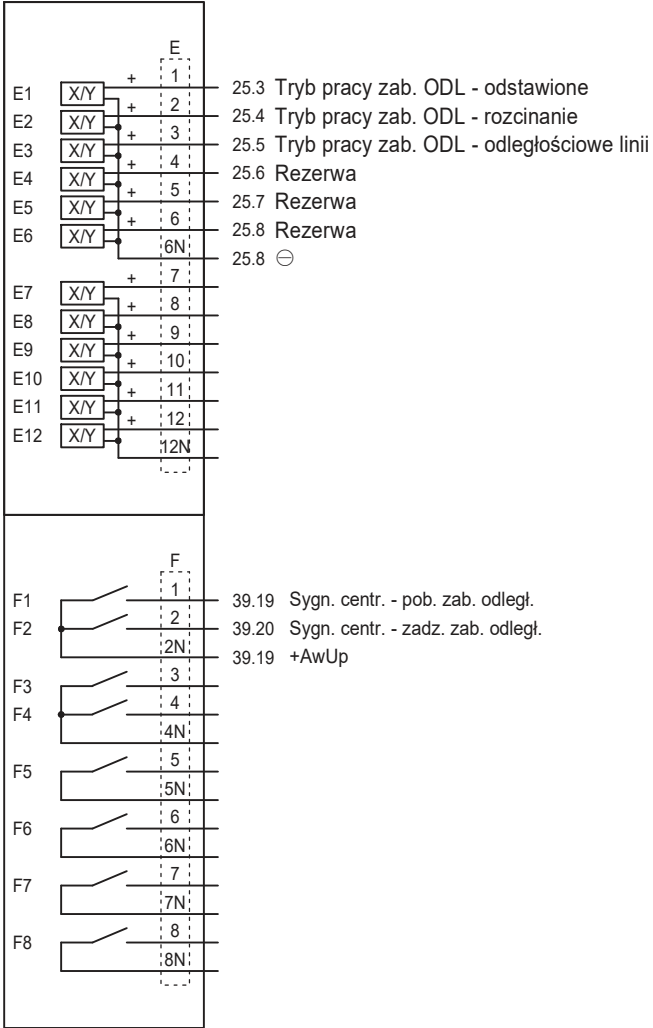 E
E1 X/Y + 1 25.3 Tryb pracy zab. ODL - odstawione
E2 X/Y + 2 25.4 Tryb pracy zab. ODL - rozcinanie
E3 X/Y + 3 25.5 Tryb pracy zab. ODL - odległościowe linii
E4 X/Y + 4 25.6 Rezerwa
E5 X/Y + 5 25.7 Rezerwa
E6 X/Y + 6 25.8 Rezerwa
6N 25.8 ⊖
E7 X/Y + 7
E8 X/Y + 8
E9 X/Y + 9
E10 X/Y + 10
E11 X/Y + 11
E12 X/Y + 12
12N
F
F1 1 39.19 Sygn. centr. - pob. zab. odległ.
F2 2 39.20 Sygn. centr. - zadz. zab. odległ.
2N 39.19 +AwUp
F3 3
F4 4
4N
F5 5
5N
F6 6
6N
F7 7
7N
F8 8
8N